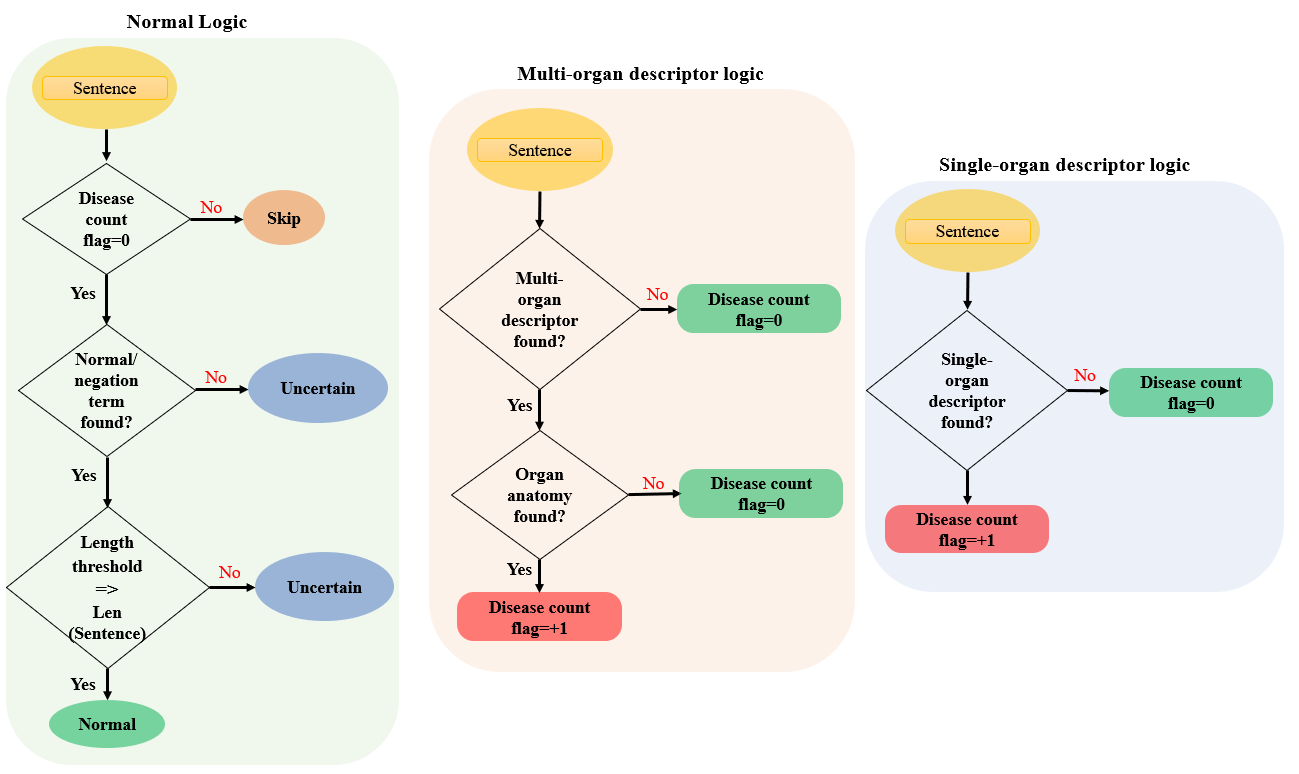 Normal Logic
Sentence
Disease
count
flag=0
No
Skip
Yes
Normal/
negation
term
found?
No
Uncertain
Yes
Length
threshold
=>
Len
(Sentence)
No
Uncertain
Yes
Normal
Multi-organ descriptor logic
Sentence
Multi-
organ
descriptor
found?
No
Disease count
flag=0
Yes
Organ
anatomy
found?
No
Disease count
flag=0
Yes
Disease count
flag=+1
Single-organ descriptor logic
Sentence
Single-
organ
descriptor
found?
No
Disease count
flag=0
Disease count
flag=+1